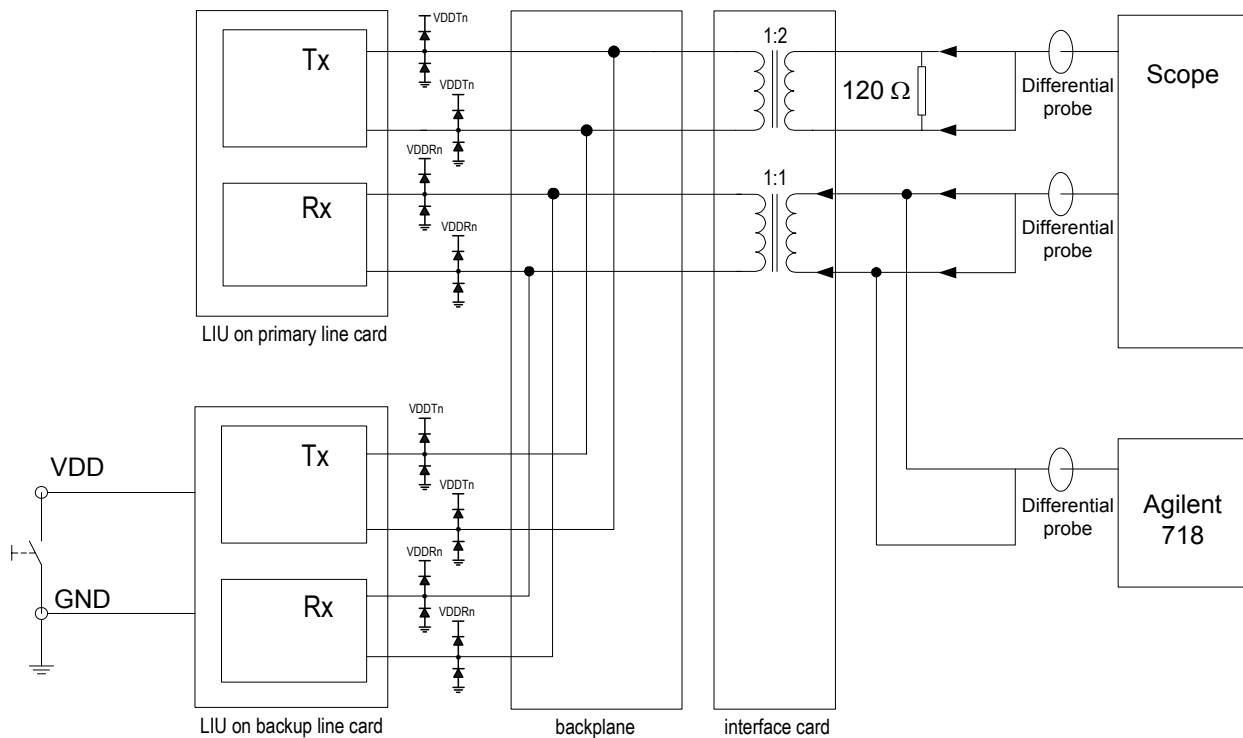 VDDTn
Tx
VDDTn
VDDRn
Rx
VDDRn
LIU on primary line card
1:2
120 Ω
1:1
Differential
probe
Scope
Differential
probe
VDD
GND
VDDTn
Tx
VDDTn
VDDRn
Rx
VDDRn
Differential
probe
Agilent
718
LIU on backup line card
backplane
interface card